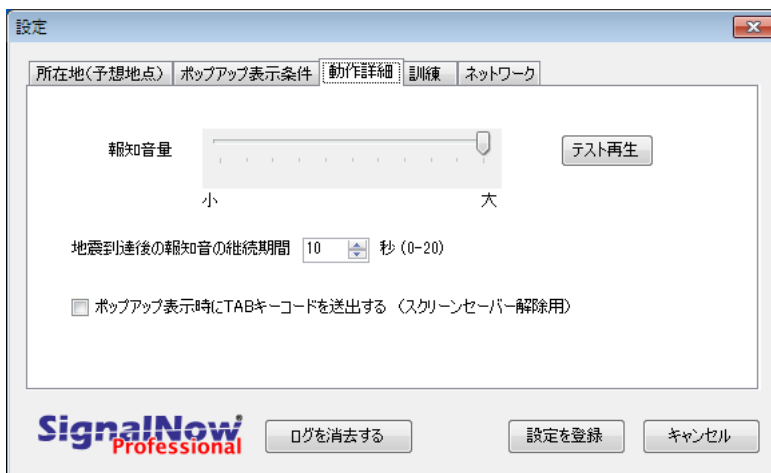 設定
所在地(予想地点) ポップアップ表示条件 動作詳細 訓練 ネットワーク
報知音量 テスト再生
小 大
地震到達後の報知音の継続期間 10 秒 (0-20)
ポップアップ表示時にTABキーコードを送出する (スクリーンセーバー解除用)
SignalNow®
Professional
ログを消去する 設定を登録 キャンセル